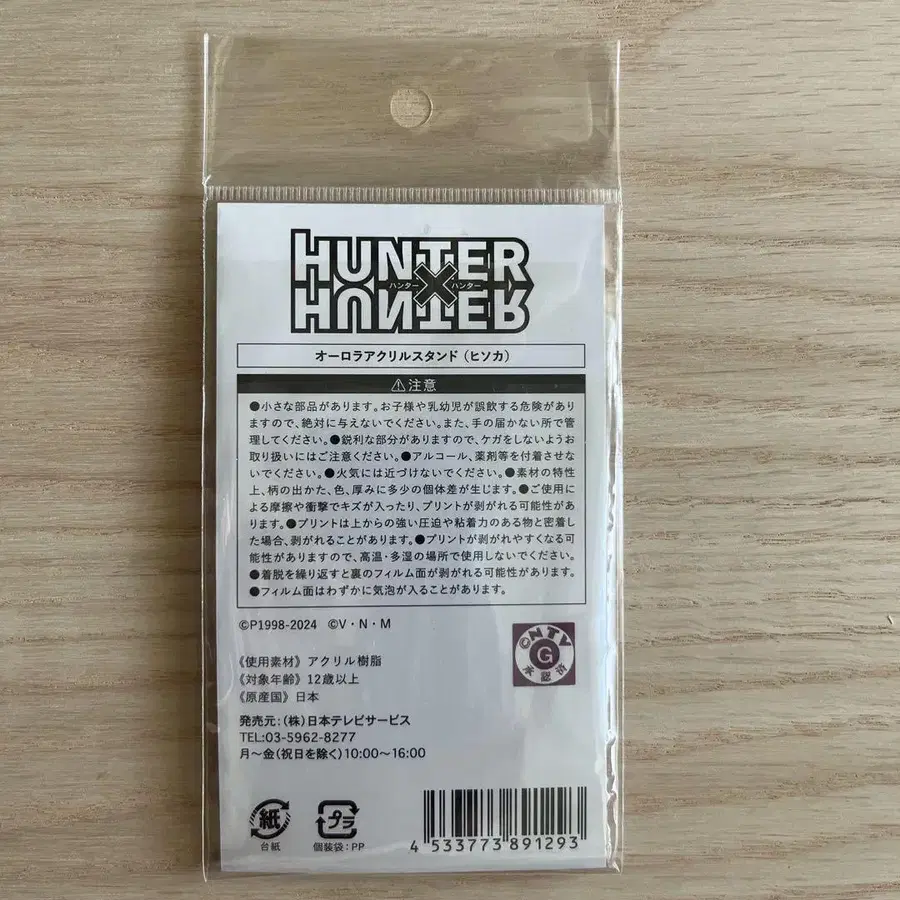 HUNTER
ハンター×ハンター
HUNTER
オーロラアクリルスタンド（ヒソカ）
⚠注意
●小さな部品があります。お子様や乳幼児が誤飲する危険があり
ますので、絶対に与えないでください。また、手の届かない所で管
理してください。●鋭利な部分がありますので、ケガをしないようお
取り扱いにはご注意ください。●アルコール、薬剤等を付着させな
いでください。●火気には近づけないでください。●素材の特性
上、柄の出かた、色、厚みに多少の個体差が生じます。●ご使用に
よる摩擦や衝撃でキズが入ったり、プリントが剥がれる可能性があ
ります。●プリントは上からの強い圧迫や粘着力のある物と密着し
た場合、剥がれることがあります。●プリントが剥がれやすくなる可
能性がありますので、高温・多湿の場所で使用しないでください。
●着脱を繰り返すと裏のフィルム面が剥がれる可能性があります。
●フィルム面はわずかに気泡が入ることがあります。
©P1998-2024 ©V・N・M
©NTV
G
承認済
《使用素材》アクリル樹脂
《対象年齢》12歳以上
《原産国》日本
発売元：（株）日本テレビサービス
TEL:03-5962-8277
月～金（祝日を除く）10:00～16:00
紙
台紙
プラ
個装袋：PP
4 533773 891293